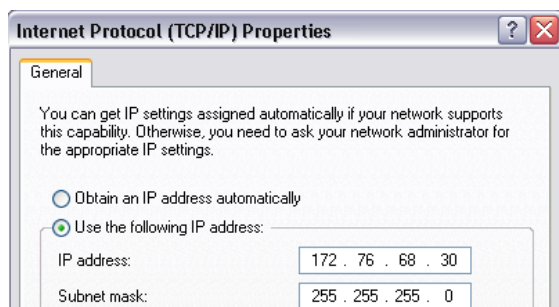 Internet Protocol (TCP/IP) Properties
General
You can get IP settings assigned automatically if your network supports
this capability. Otherwise, you need to ask your network administrator for
the appropriate IP settings.
Obtain an IP address automatically
Use the following IP address:
IP address: 172 . 76 . 68 . 30
Subnet mask: 255 . 255 . 255 . 0